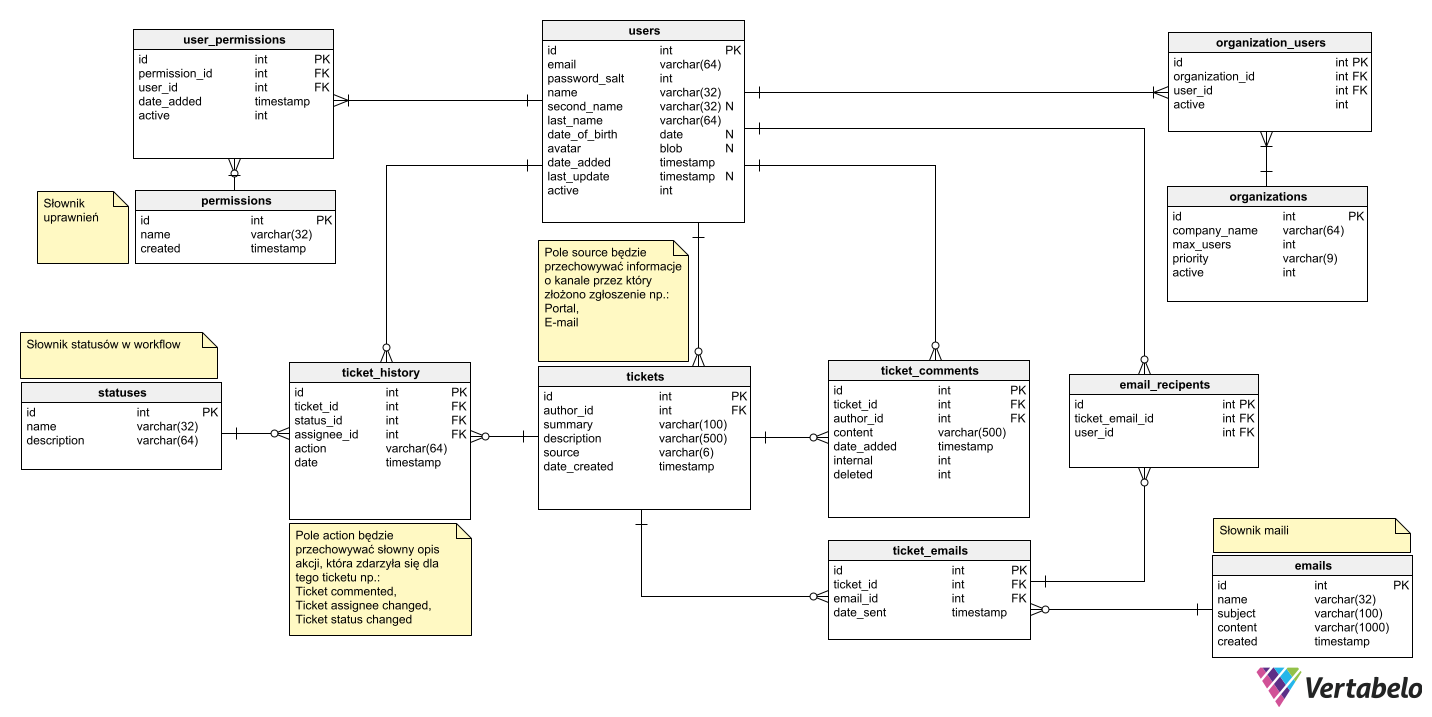 user_permissions
id int PK
permission_id int FK
user_id int FK
date_added timestamp
active int
users
id int PK
email varchar(64)
password_salt int
name varchar(32)
second_name varchar(32) N
last_name varchar(64)
date_of_birth date N
avatar blob N
date_added timestamp
last_update timestamp N
active int
organization_users
id int PK
organization_id int FK
user_id int FK
active int
Słownik
uprawnień
permissions
id int PK
name varchar(32)
created timestamp
organizations
id int PK
company_name varchar(64)
max_users int
priority varchar(9)
active int
Pole source będzie
przechowywać informacje
o kanale przez który
złożono zgłoszenie np.:
Portal,
E-mail
Słownik statusów w workflow
statuses
id int PK
name varchar(32)
description varchar(64)
ticket_history
id int PK
ticket_id int FK
status_id int FK
assignee_id int FK
action varchar(64)
date timestamp
tickets
id int PK
author_id int FK
summary varchar(100)
description varchar(500)
source varchar(6)
date_created timestamp
ticket_comments
id int PK
ticket_id int FK
author_id int FK
content varchar(500)
date_added timestamp
internal int
deleted int
email_recipents
id int PK
ticket_email_id int FK
user_id int FK
Pole action będzie
przechowywać słowny opis
akcji, która zdarzyła się dla
tego ticketu np.:
Ticket commented,
Ticket assignee changed,
Ticket status changed
ticket_emails
id int PK
ticket_id int FK
email_id int FK
date_sent timestamp
Słownik maili
emails
id int PK
name varchar(32)
subject varchar(100)
content varchar(1000)
created timestamp
Vertabelo